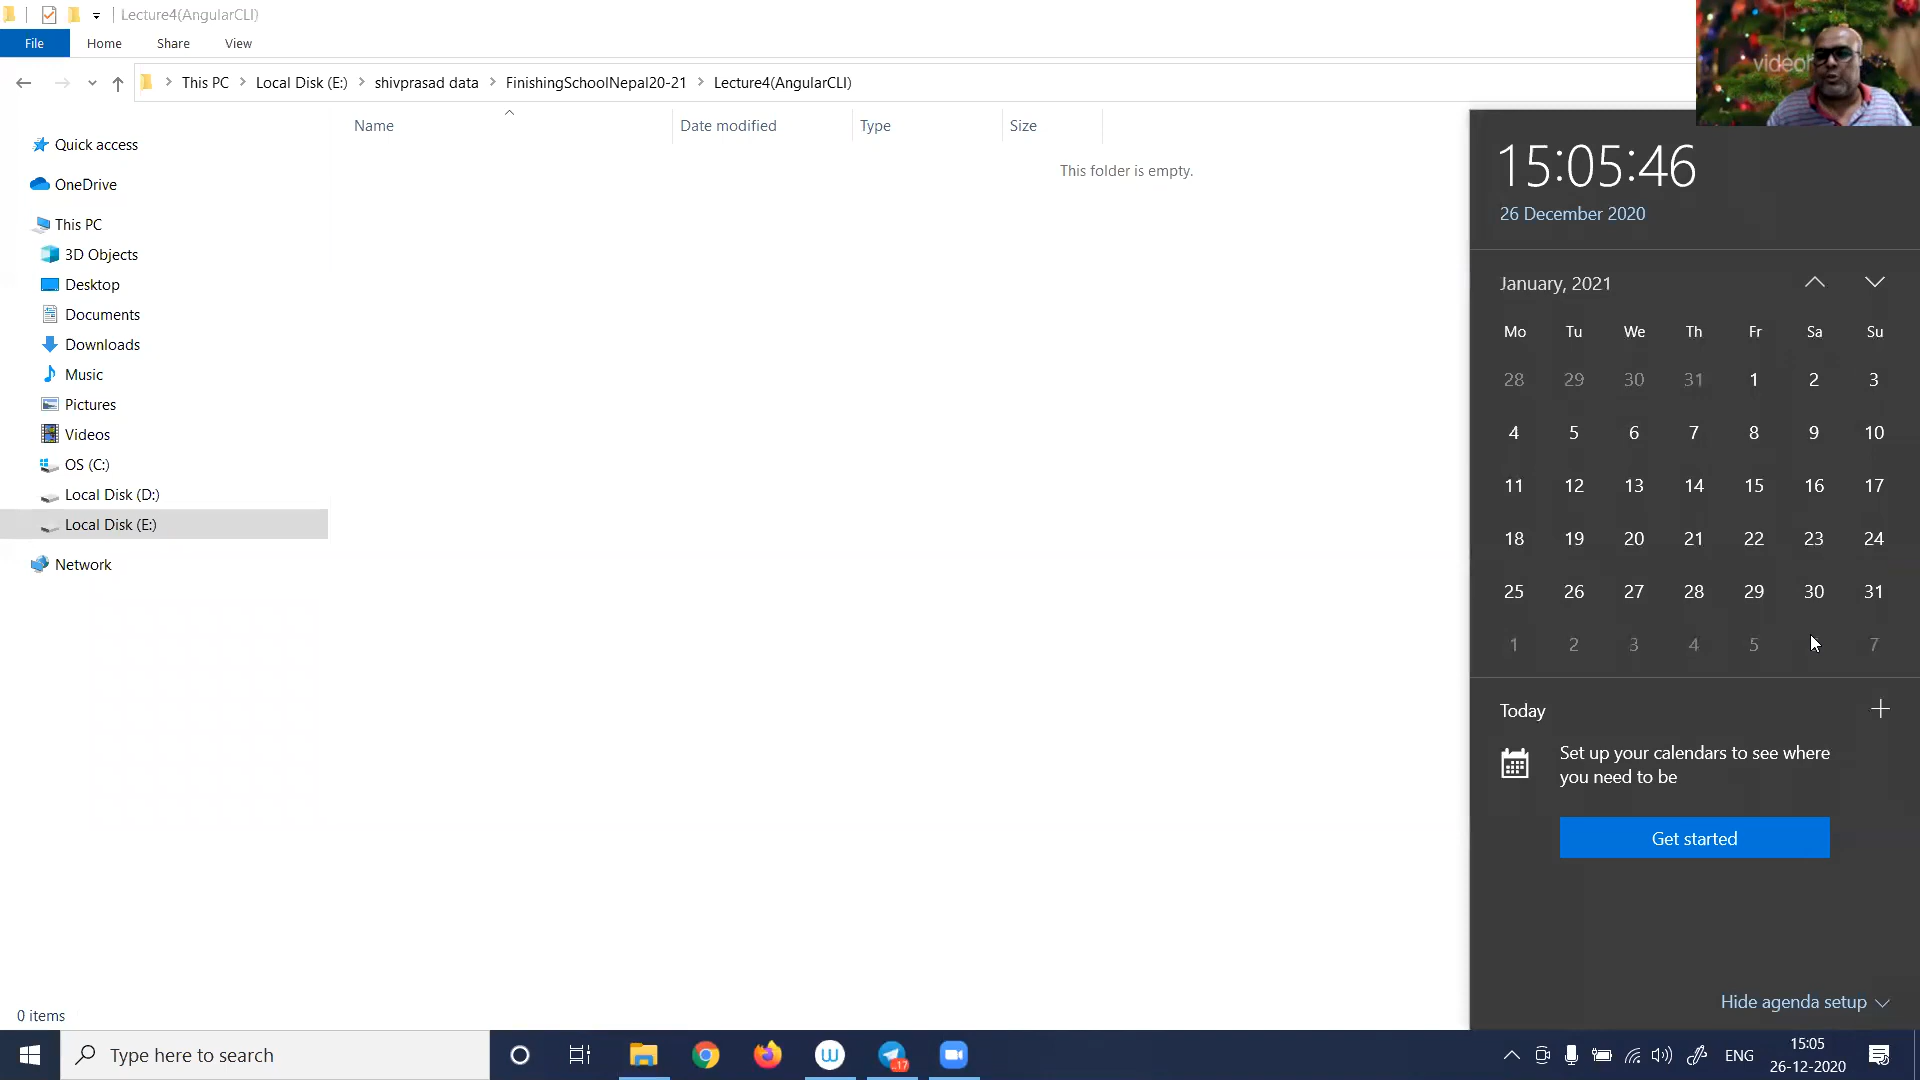 Lecture4(AngularCLI)
File Home Share View
This PC Local Disk (E:) shivprasad data FinishingSchoolNepal20-21 Lecture4(AngularCLI)
Name Date modified Type Size
This folder is empty.
Quick access
OneDrive
This PC
3D Objects
Desktop
Documents
Downloads
Music
Pictures
Videos
OS (C:)
Local Disk (D:)
Local Disk (E:)
Network
0 items
15:05:46
26 December 2020
January, 2021
Mo Tu We Th Fr Sa Su
28 29 30 31 1 2 3
4 5 6 7 8 9 10
11 12 13 14 15 16 17
18 19 20 21 22 23 24
25 26 27 28 29 30 31
1 2 3 4 5 7
Today
Set up your calendars to see where
you need to be
Get started
Hide agenda setup
Type here to search
..17
ENG
15:05
26-12-2020